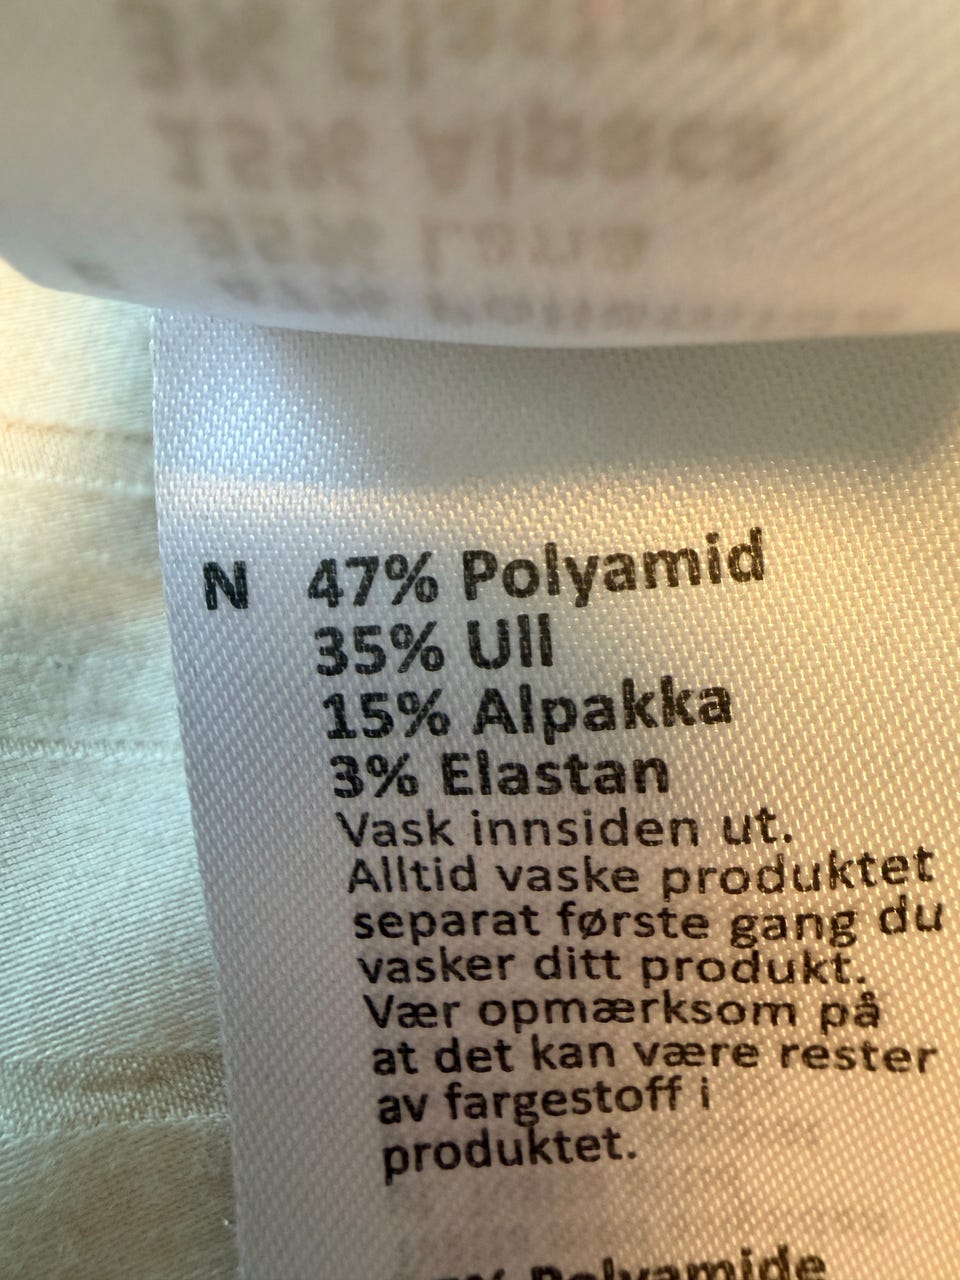 N 47% Polyamid
35% Ull
15% Alpakka
3% Elastan
Vask innsiden ut.
Alltid vaske produktet
separat første gang du
vasker ditt produkt.
Vær opmærksom på
at det kan være rester
av fargestoff i
produktet.
Polyamide